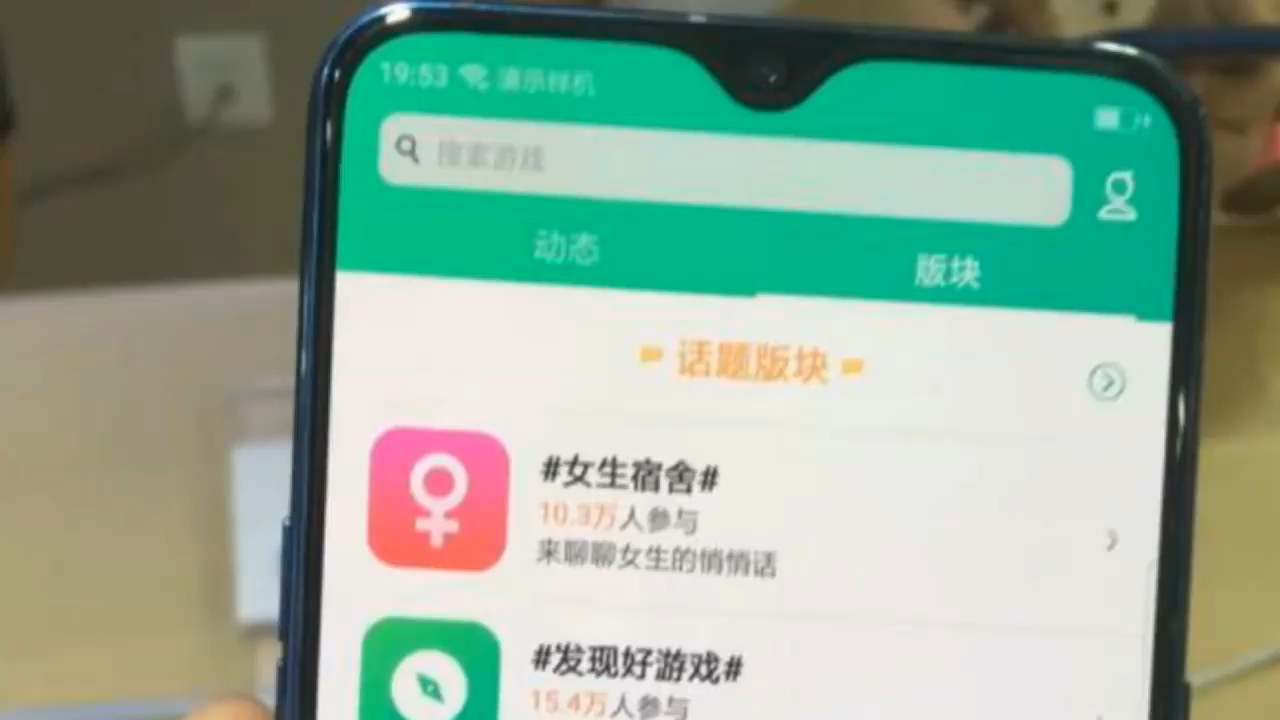 19:53 演示样机
搜索游戏
动态
版块
话题版块
#女生宿舍#
10.3万人参与
来聊聊女生的悄悄话
#发现好游戏#
15.4万人参与